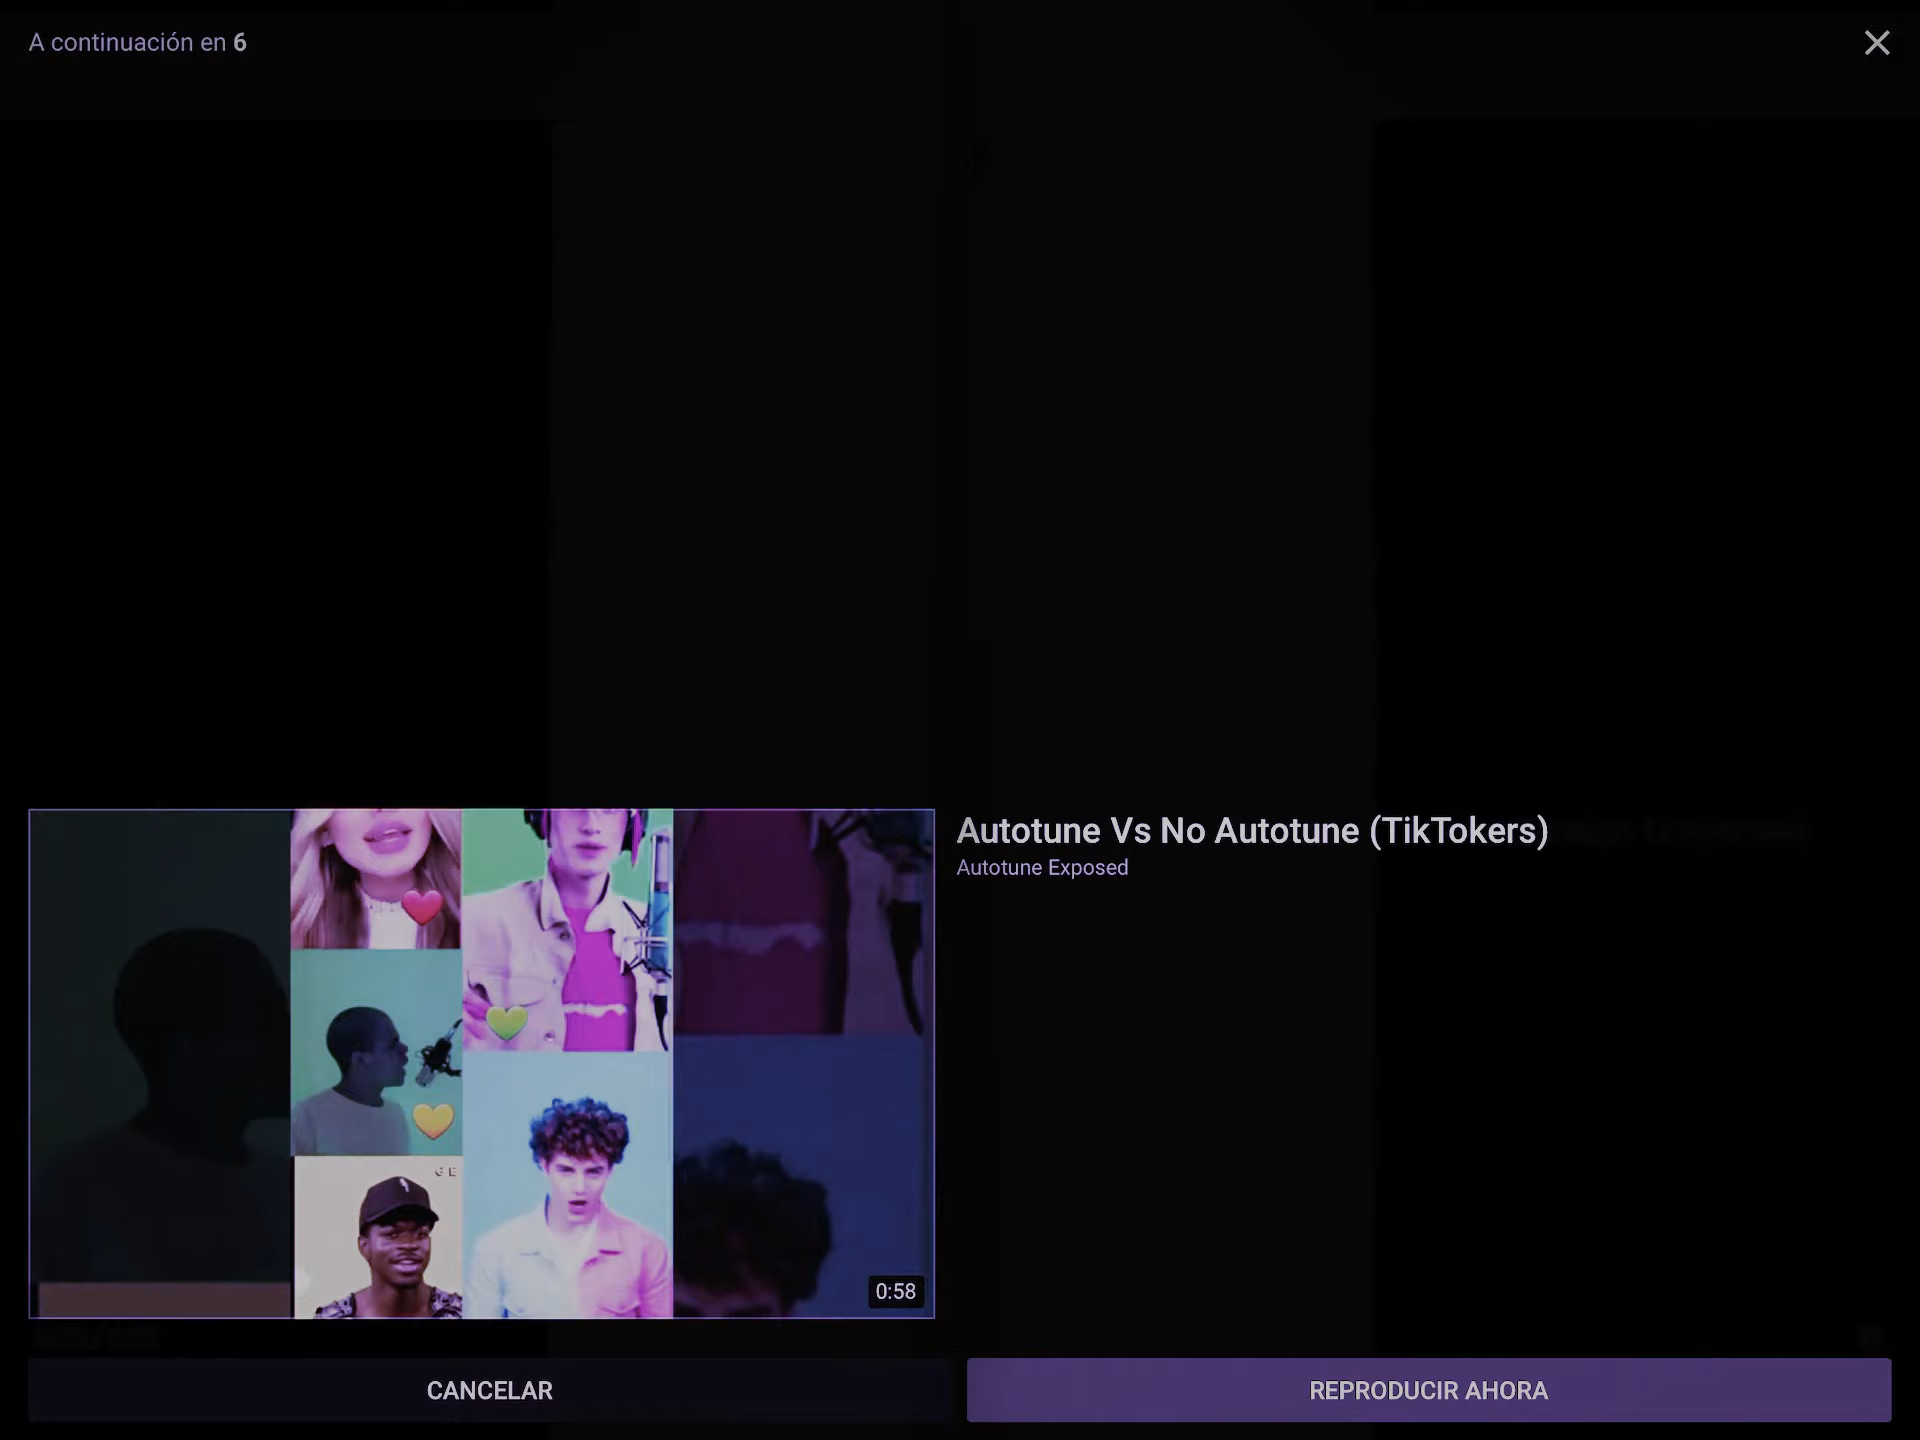 A continuación en 6
Autotune Vs No Autotune (TikTokers)
Autotune Exposed
G E
0:58
CANCELAR
REPRODUCIR AHORA